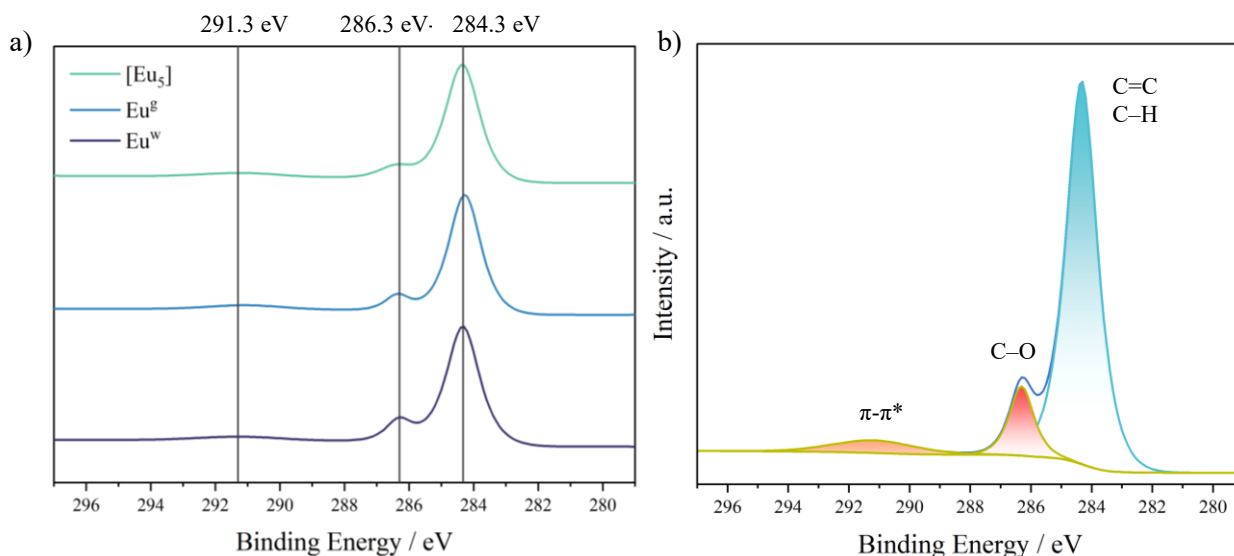 a)
291.3 eV 286.3 eV· 284.3 eV
[Eu₅]
Euᵍ
Euʷ
296 294 292 290 288 286 284 282 280
Binding Energy / eV
b)
C=C
C–H
C–O
π-π*
Intensity / a.u.
296 294 292 290 288 286 284 282 280
Binding Energy / eV